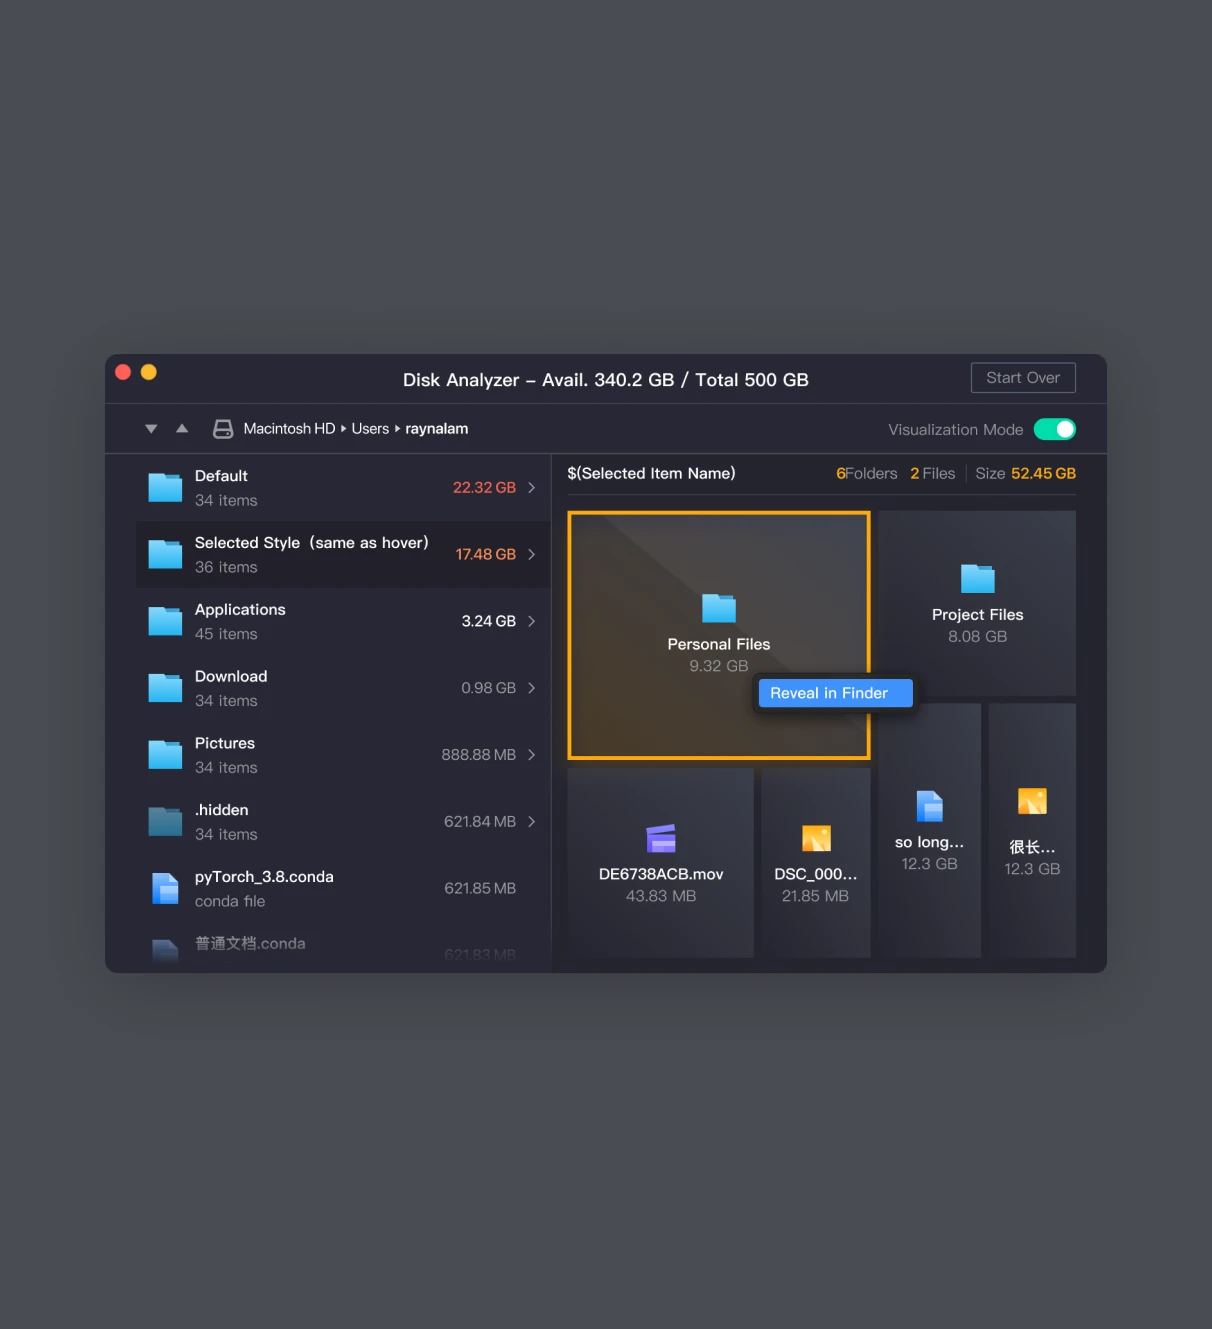 Disk Analyzer – Avail. 340.2 GB / Total 500 GB
Start Over
Macintosh HD ▸ Users ▸ raynalam
Visualization Mode
Default
34 items
22.32 GB
Selected Style（same as hover)
36 items
17.48 GB
Applications
45 items
3.24 GB
Download
34 items
0.98 GB
Pictures
34 items
888.88 MB
.hidden
34 items
621.84 MB
pyTorch_3.8.conda
conda file
621.85 MB
普通文档.conda
621.83 MB
$(Selected Item Name)
6Folders 2 Files Size 52.45 GB
Personal Files
9.32 GB
Reveal in Finder
Project Files
8.08 GB
DE6738ACB.mov
43.83 MB
DSC_000...
21.85 MB
so long...
12.3 GB
很长...
12.3 GB